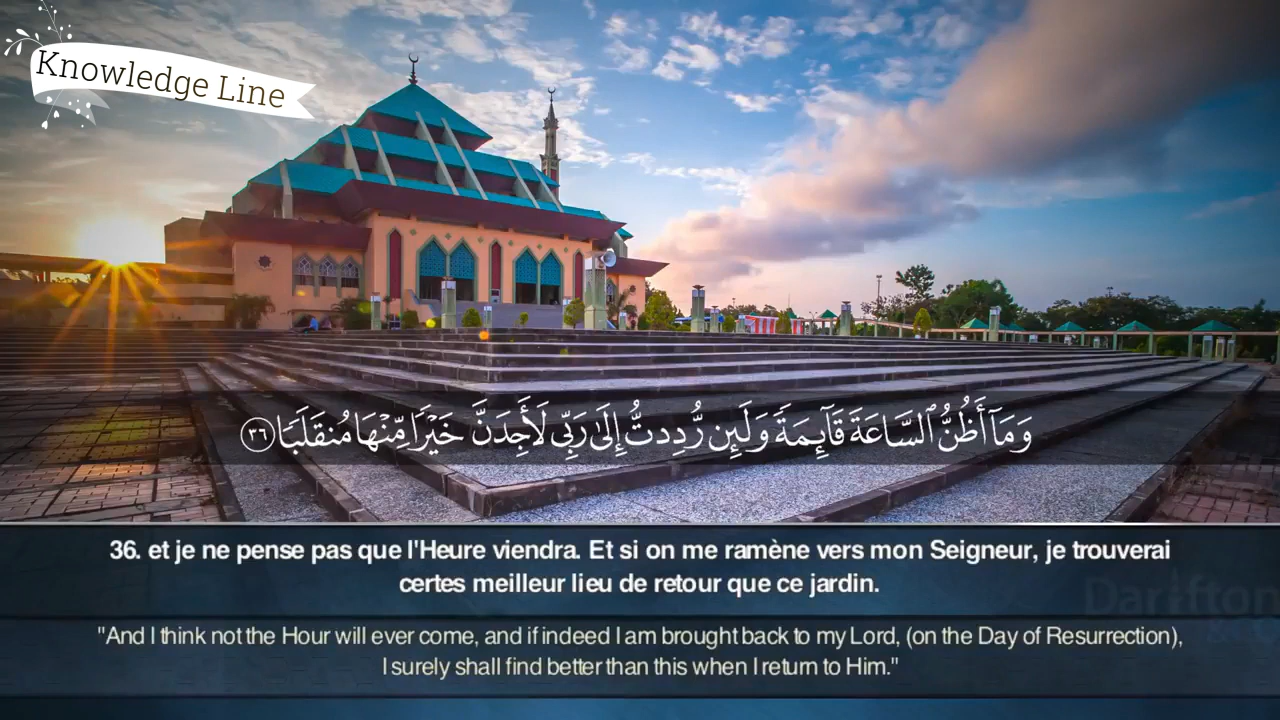 Knowledge Line
وَمَآ أَظُنُّ ٱلسَّاعَةَ قَآئِمَةً وَلَئِن رُّدِدتُّ إِلَىٰ رَبِّى لَأَجِدَنَّ خَيْرًا مِّنْهَا مُنقَلَبًا ٣٦
36. et je ne pense pas que l'Heure viendra. Et si on me ramène vers mon Seigneur, je trouverai
certes meilleur lieu de retour que ce jardin.
"And I think not the Hour will ever come, and if indeed I am brought back to my Lord, (on the Day of Resurrection),
I surely shall find better than this when I return to Him."